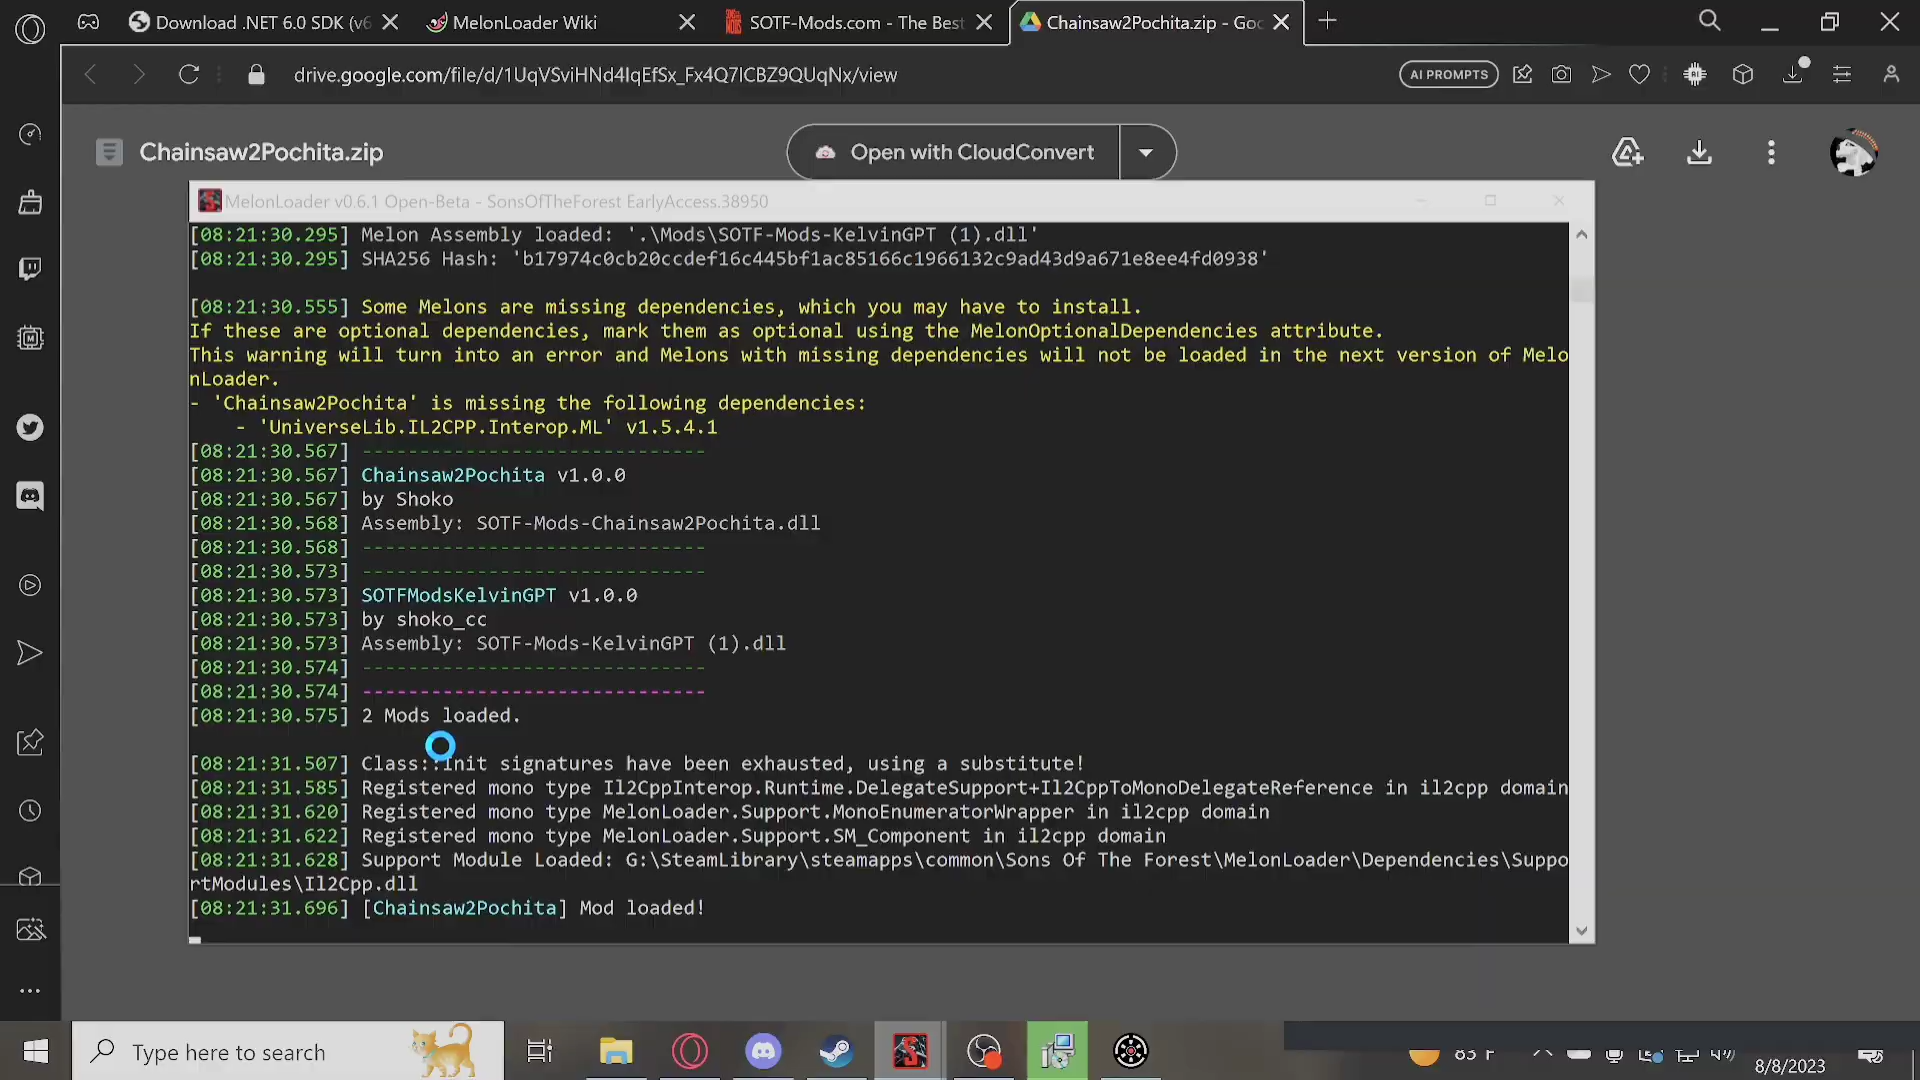 Download .NET 6.0 SDK (v6
MelonLoader Wiki
SOTF-Mods.com - The Best
Chainsaw2Pochita.zip - Goo
drive.google.com/file/d/1UqVSviHNd4IqEfSx_Fx4Q7ICBZ9QUqNx/view
AI PROMPTS
Chainsaw2Pochita.zip
Open with CloudConvert
MelonLoader v0.6.1 Open-Beta - SonsOfTheForest EarlyAccess.38950
[08:21:30.295] Melon Assembly loaded: '.\Mods\SOTF-Mods-KelvinGPT (1).dll'
[08:21:30.295] SHA256 Hash: 'b17974c0cb20ccdef16c445bf1ac85166c1966132c9ad43d9a671e8ee4fd0938'
[08:21:30.555] Some Melons are missing dependencies, which you may have to install.
If these are optional dependencies, mark them as optional using the MelonOptionalDependencies attribute.
This warning will turn into an error and Melons with missing dependencies will not be loaded in the next version of Melo
nLoader.
- 'Chainsaw2Pochita' is missing the following dependencies:
- 'UniverseLib.IL2CPP.Interop.ML' v1.5.4.1
[08:21:30.567] ------------------------------
[08:21:30.567] Chainsaw2Pochita v1.0.0
[08:21:30.567] by Shoko
[08:21:30.568] Assembly: SOTF-Mods-Chainsaw2Pochita.dll
[08:21:30.568] ------------------------------
[08:21:30.573] ------------------------------
[08:21:30.573] SOTFModsKelvinGPT v1.0.0
[08:21:30.573] by shoko_cc
[08:21:30.573] Assembly: SOTF-Mods-KelvinGPT (1).dll
[08:21:30.574] ------------------------------
[08:21:30.574] ------------------------------
[08:21:30.575] 2 Mods loaded.
[08:21:31.507] Class::Init signatures have been exhausted, using a substitute!
[08:21:31.585] Registered mono type Il2CppInterop.Runtime.DelegateSupport+Il2CppToMonoDelegateReference in il2cpp domain
[08:21:31.620] Registered mono type MelonLoader.Support.MonoEnumeratorWrapper in il2cpp domain
[08:21:31.622] Registered mono type MelonLoader.Support.SM_Component in il2cpp domain
[08:21:31.628] Support Module Loaded: G:\SteamLibrary\steamapps\common\Sons Of The Forest\MelonLoader\Dependencies\Suppo
rtModules\Il2Cpp.dll
[08:21:31.696] [Chainsaw2Pochita] Mod loaded!
Type here to search
83°F
8/8/2023